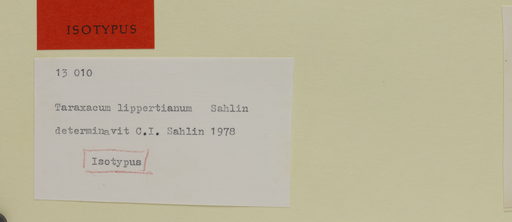 ISOTYPUS
13 010
Taraxacum lippertianum Sahlin
determinavit C.I. Sahlin 1978
Isotypus